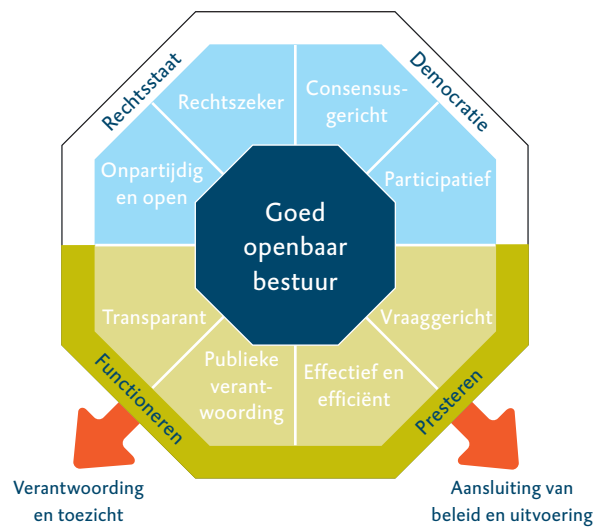 Rechtsstaat
Democratie
Rechtszeker
Consensus-
gericht
Onpartijdig
en open
Participatief
Goed
openbaar
bestuur
Transparant
Vraaggericht
Publieke
verant-
woording
Effectief en
efficiënt
Functioneren
Presteren
Verantwoording
en toezicht
Aansluiting van
beleid en uitvoering